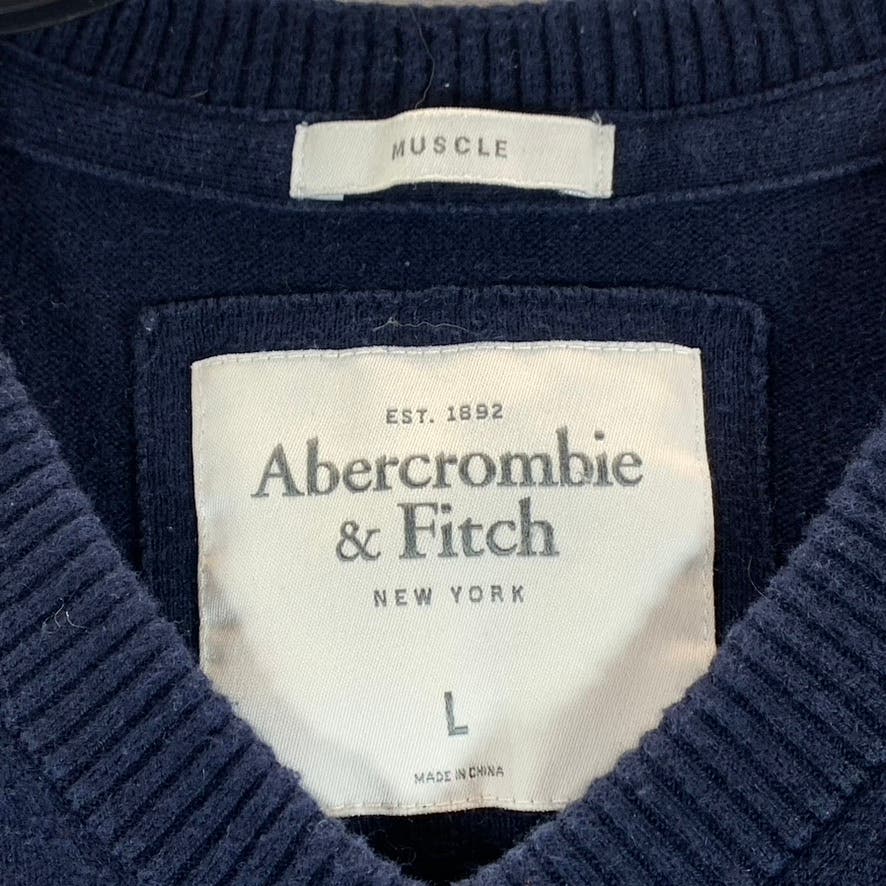 MUSCLE
EST. 1892
Abercrombie
& Fitch
NEW YORK
L
MADE IN CHINA